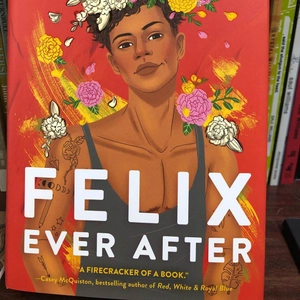 FELIX
EVER AFTER
"A FIRECRACKER OF A BOOK."
—Casey McQuiston, bestselling author of Red, White & Royal Blue